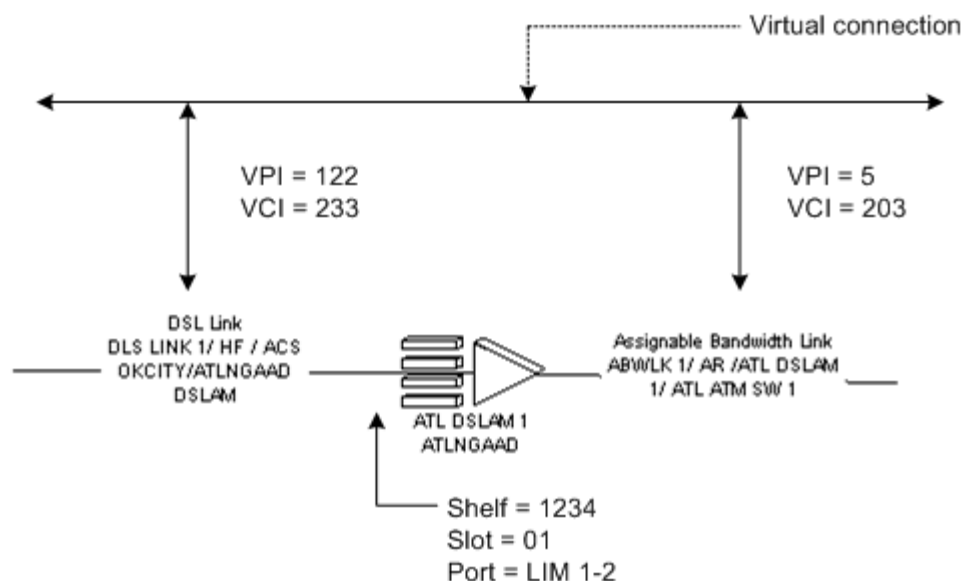 Virtual connection
VPI = 122
VCI = 233
VPI = 5
VCI = 203
DSL Link
DLS LINK 1/ HF / ACS
OKCITY/ATLNGAAD
DSLAM
ATL DSLAM 1
ATLNGAAD
Assignable Bandwidth Link
ABWLK 1/ AR /ATL DSLAM
1/ ATL ATM SW 1
Shelf = 1234
Slot = 01
Port = LIM 1-2